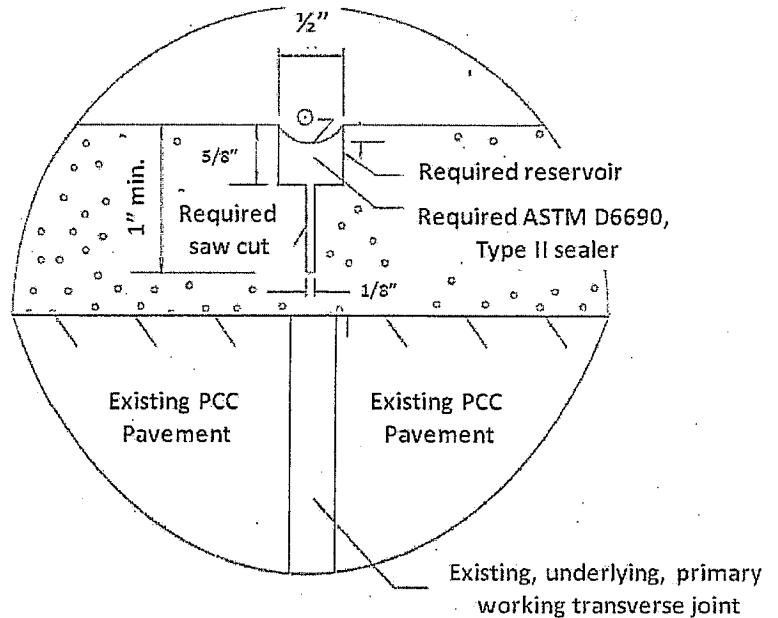 ½”
5/8”
1” min.
Required
saw cut
Required reservoir
Required ASTM D6690,
Type II sealer
1/8”
Existing PCC
Pavement
Existing PCC
Pavement
Existing, underlying, primary
working transverse joint